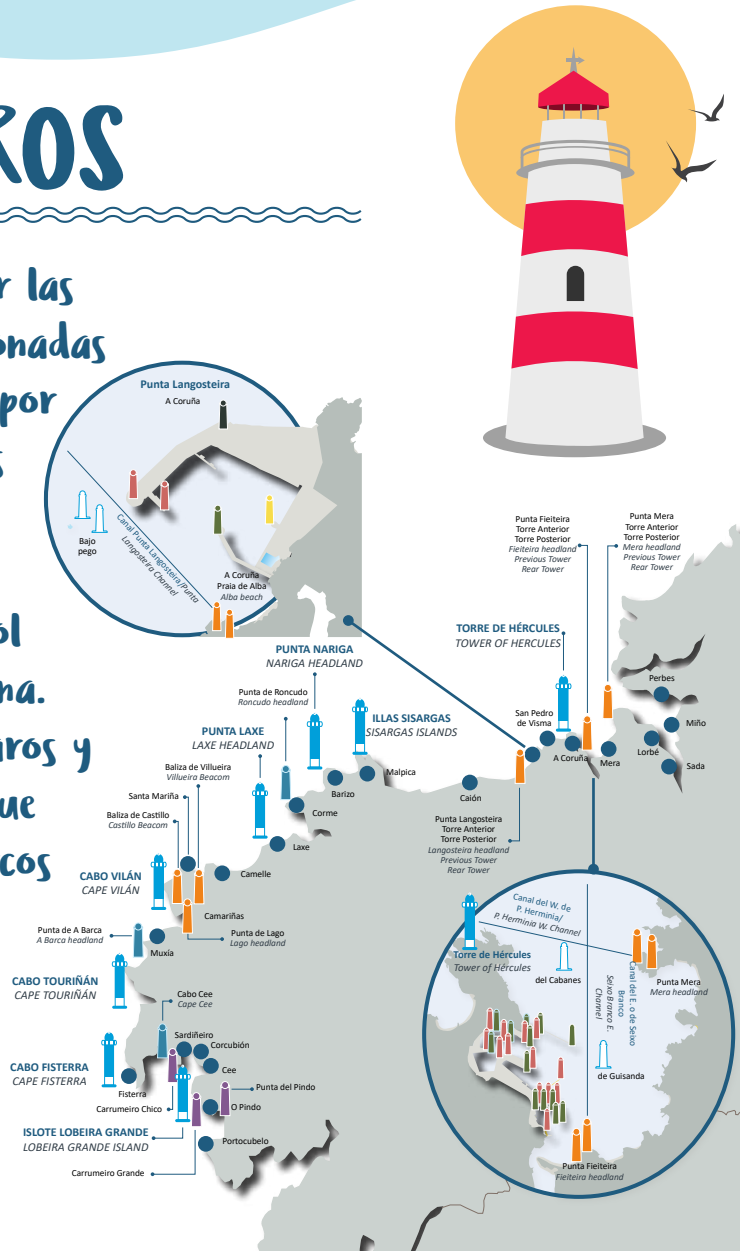 ROS
r las
onadas
por
s
ol
na.
aros y
ue
cos
Punta Langosteira
A Coruña
Bajo
pego
Canal Punta Langosteira/Punta
Langosteira Channel
A Coruña
Praia de Alba
Alba beach
Punta Fieiteira
Torre Anterior
Torre Posterior
Fieiteira headland
Previous Tower
Rear Tower
Punta Mera
Torre Anterior
Torre Posterior
Mera headland
Previous Tower
Rear Tower
TORRE DE HÉRCULES
TOWER OF HERCULES
PUNTA NARIGA
NARIGA HEADLAND
Punta de Roncudo
Roncudo headland
ILLAS SISARGAS
SISARGAS ISLANDS
PUNTA LAXE
LAXE HEADLAND
Baliza de Villueira
Villueira Beacom
Santa Mariña
Baliza de Castillo
Castillo Beacom
CABO VILÁN
CAPE VILÁN
San Pedro
de Visma
A Coruña
Mera
Perbes
Miño
Lorbé
Sada
Malpica
Barizo
Caión
Corme
Laxe
Camelle
Camariñas
Punta Langosteira
Torre Anterior
Torre Posterior
Langosteira headland
Previous Tower
Rear Tower
Punta de A Barca
A Barca headland
Muxía
Punta de Lago
Lago headland
CABO TOURIÑÁN
CAPE TOURIÑÁN
Cabo Cee
Cape Cee
Sardiñeiro
Corcubión
Cee
CABO FISTERRA
CAPE FISTERRA
Fisterra
Carrumeiro Chico
Punta del Pindo
O Pindo
ISLOTE LOBEIRA GRANDE
LOBEIRA GRANDE ISLAND
Portocubelo
Carrumeiro Grande
Canal del W. de
P. Herminia/
P. Herminia W. Channel
Torre de Hércules
Tower of Hércules
del Cabanes
Punta Mera
Mera headland
Canal del E. o de Seixo
Branco
Seixo Branco E.
Channel
de Guisanda
Punta Fieiteira
Fieiteira headland